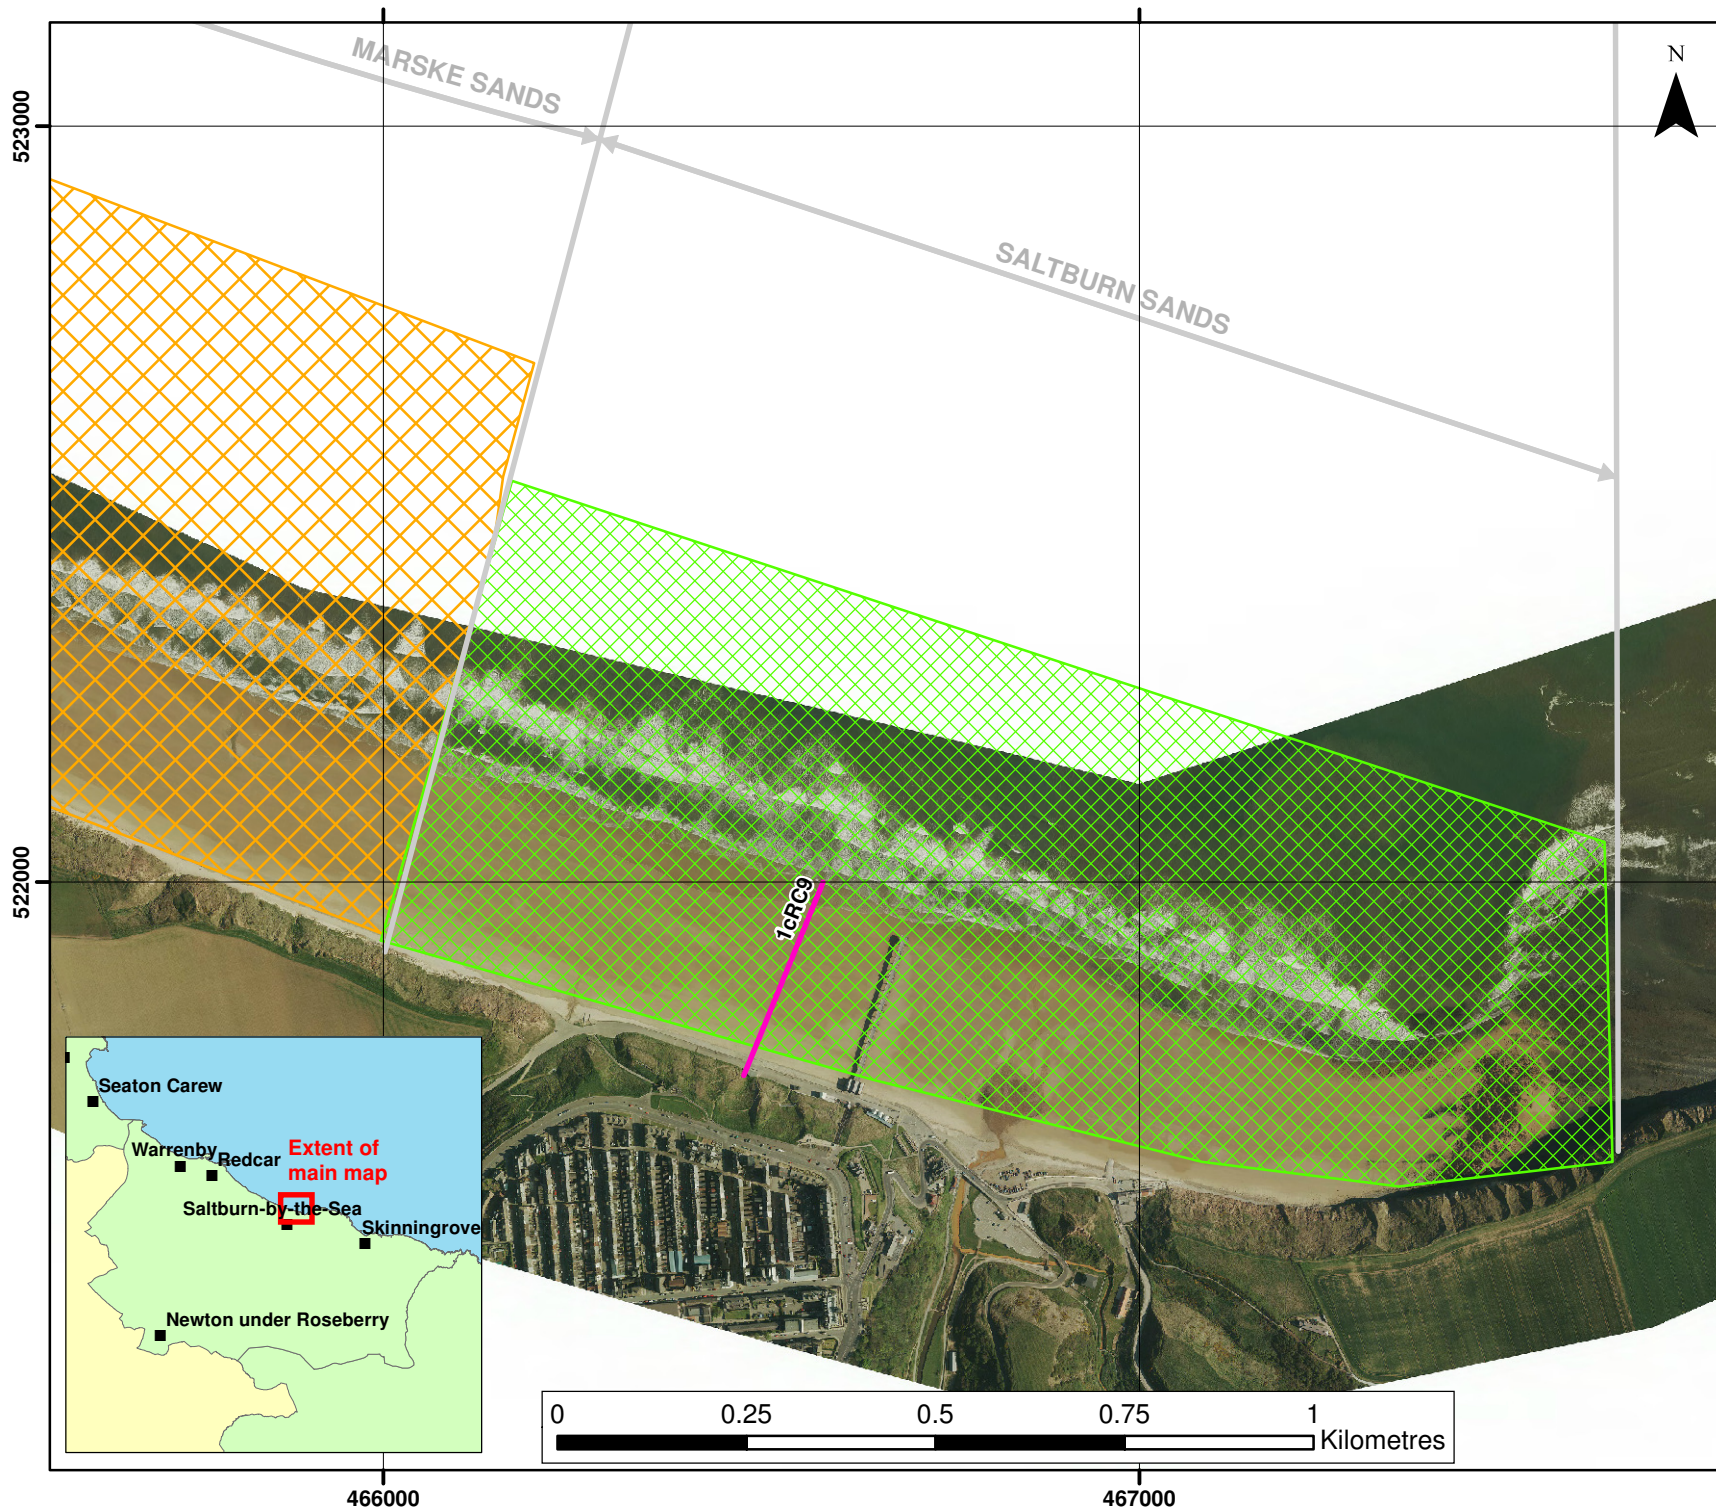 MARSKE SANDS
N
523000
SALTBURN SANDS
522000
1cRC9
Seaton Carew
Warrenby
Redcar
Extent of
main map
Saltburn-by-the-Sea
Skinningrove
Newton under Roseberry
0 0.25 0.5 0.75 1
Kilometres
466000 467000